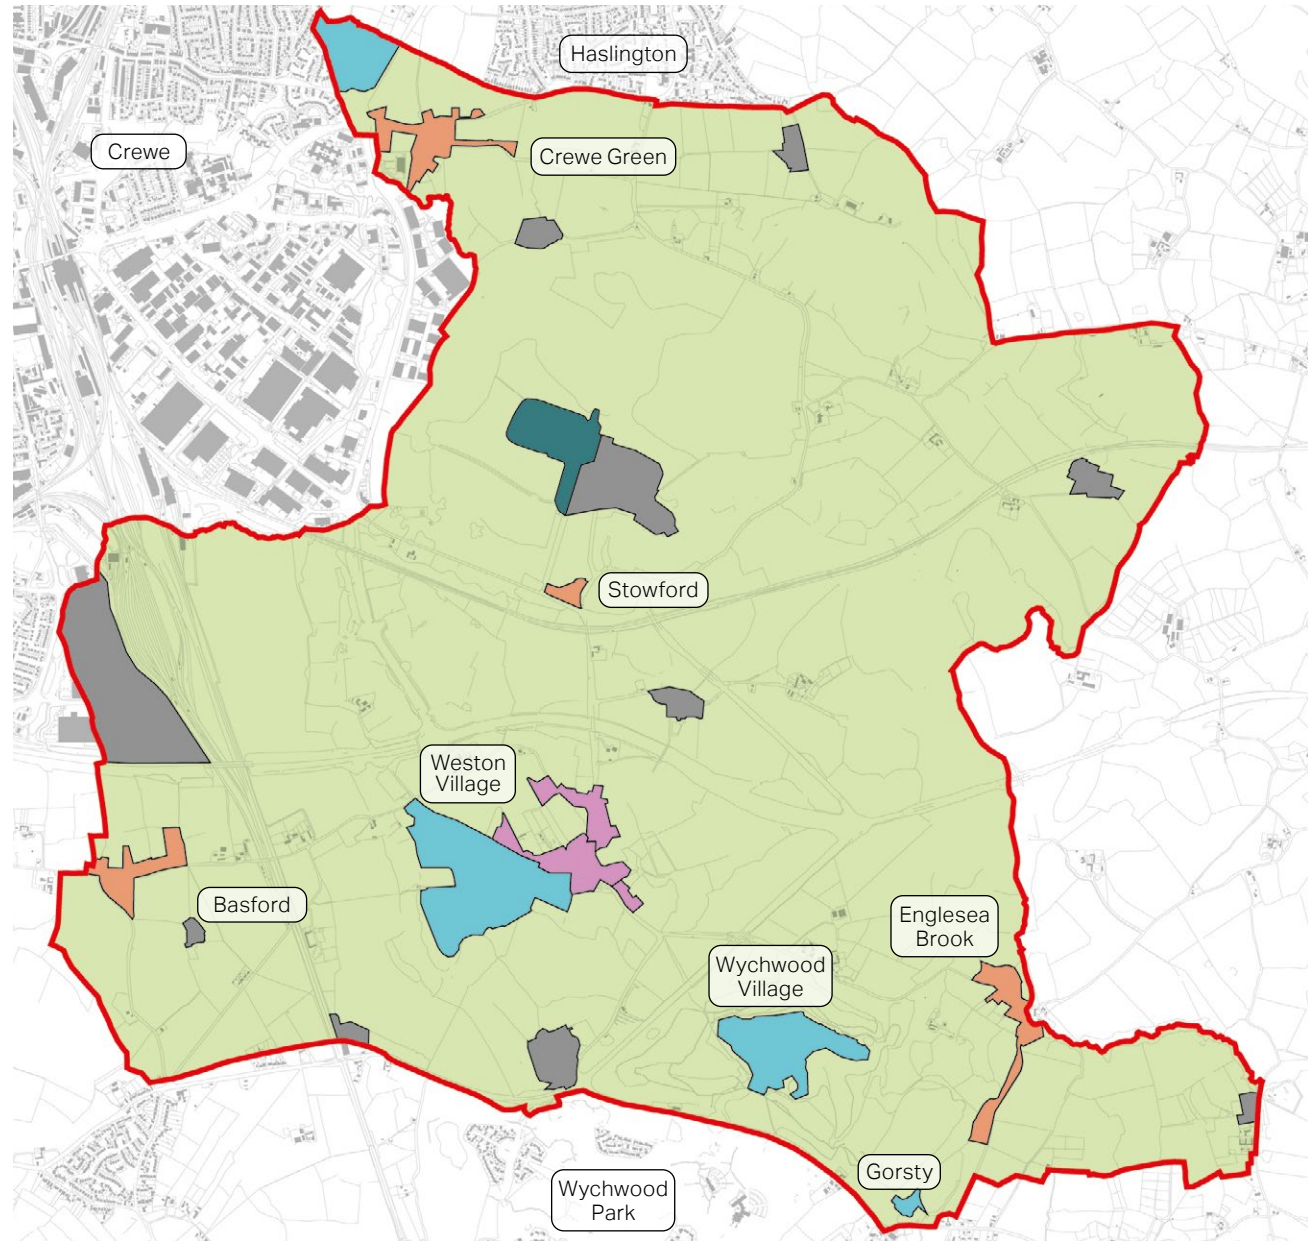 Haslington
Crewe
Crewe Green
Stowford
Weston
Village
Basford
Englesea
Brook
Wychwood
Village
Gorsty
Wychwood
Park